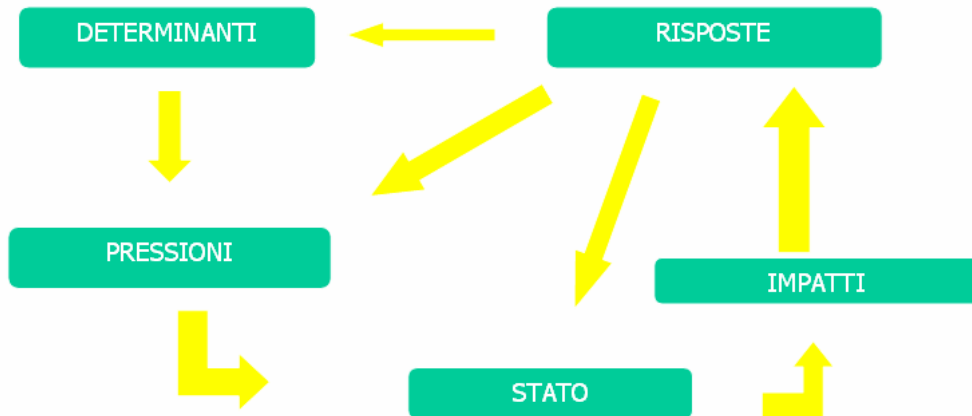 DETERMINANTI
RISPOSTE
PRESSIONI
IMPATTI
STATO